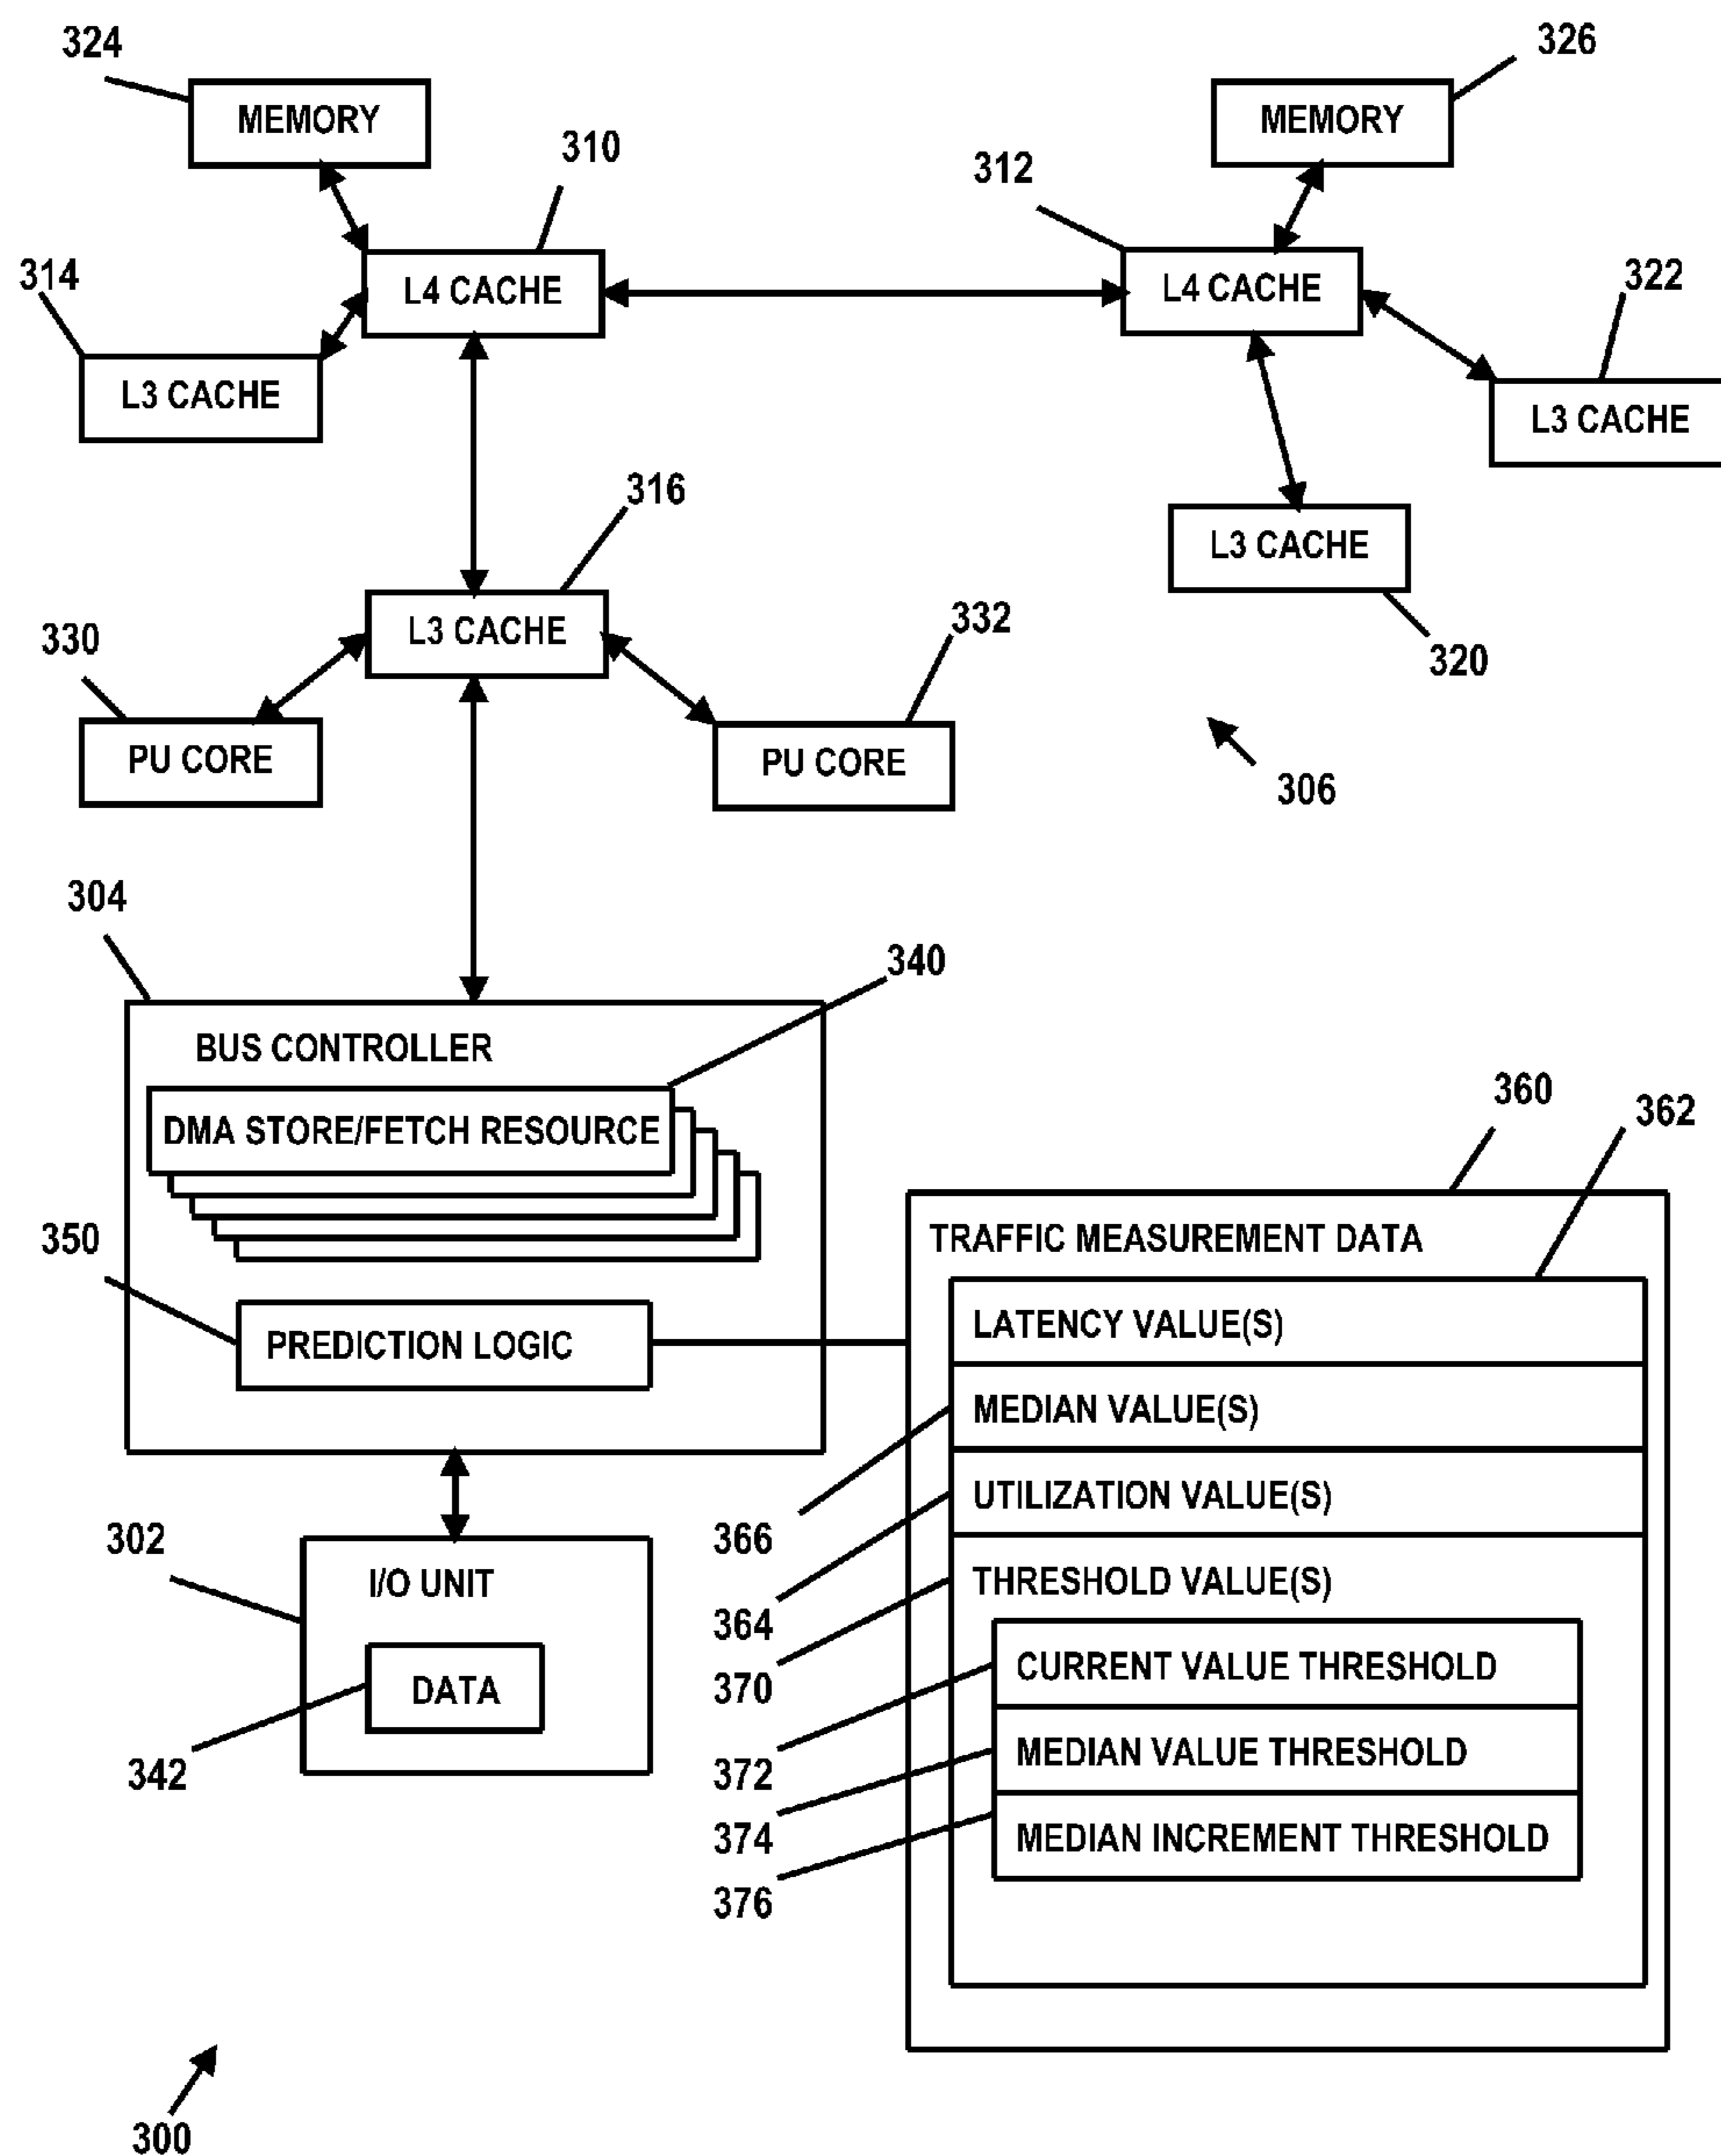 324
326
MEMORY
MEMORY
310
312
314
L4 CACHE
L4 CACHE
322
L3 CACHE
L3 CACHE
316
L3 CACHE
330
L3 CACHE
332
320
PU CORE
PU CORE
306
304
340
BUS CONTROLLER
360
362
DMA STORE/FETCH RESOURCE
350
TRAFFIC MEASUREMENT DATA
PREDICTION LOGIC
LATENCY VALUE(S)
MEDIAN VALUE(S)
UTILIZATION VALUE(S)
302
366
I/O UNIT
THRESHOLD VALUE(S)
364
DATA
370
CURRENT VALUE THRESHOLD
342
372
MEDIAN VALUE THRESHOLD
374
MEDIAN INCREMENT THRESHOLD
376
300